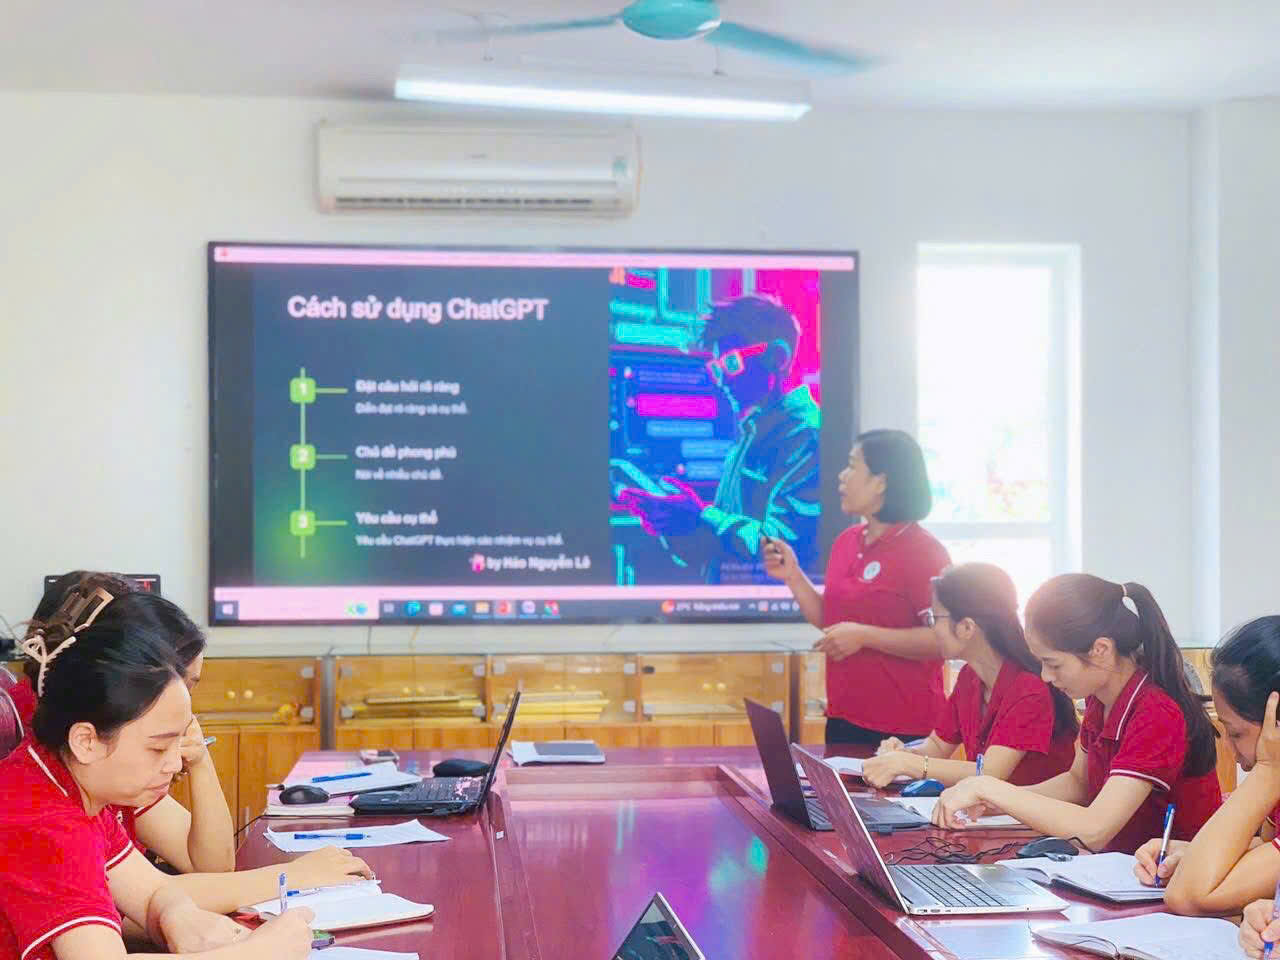 Cách sử dụng ChatGPT
1
Đặt câu hỏi rõ ràng
Diễn đạt rõ ràng và cụ thể.
2
Chủ đề phong phú
Nói về nhiều chủ đề.
3
Yêu cầu cụ thể
Yêu cầu ChatGPT thực hiện các nhiệm vụ cụ thể.
by Hảo Nguyễn Lê